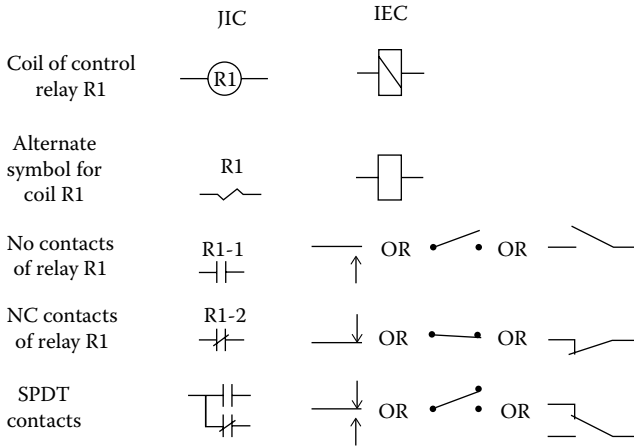 JIC IEC
Coil of control
relay R1
R1
Alternate
symbol for
coil R1
R1
No contacts
of relay R1
R1-1
OR OR
NC contacts
of relay R1
R1-2
OR OR
SPDT
contacts
OR OR